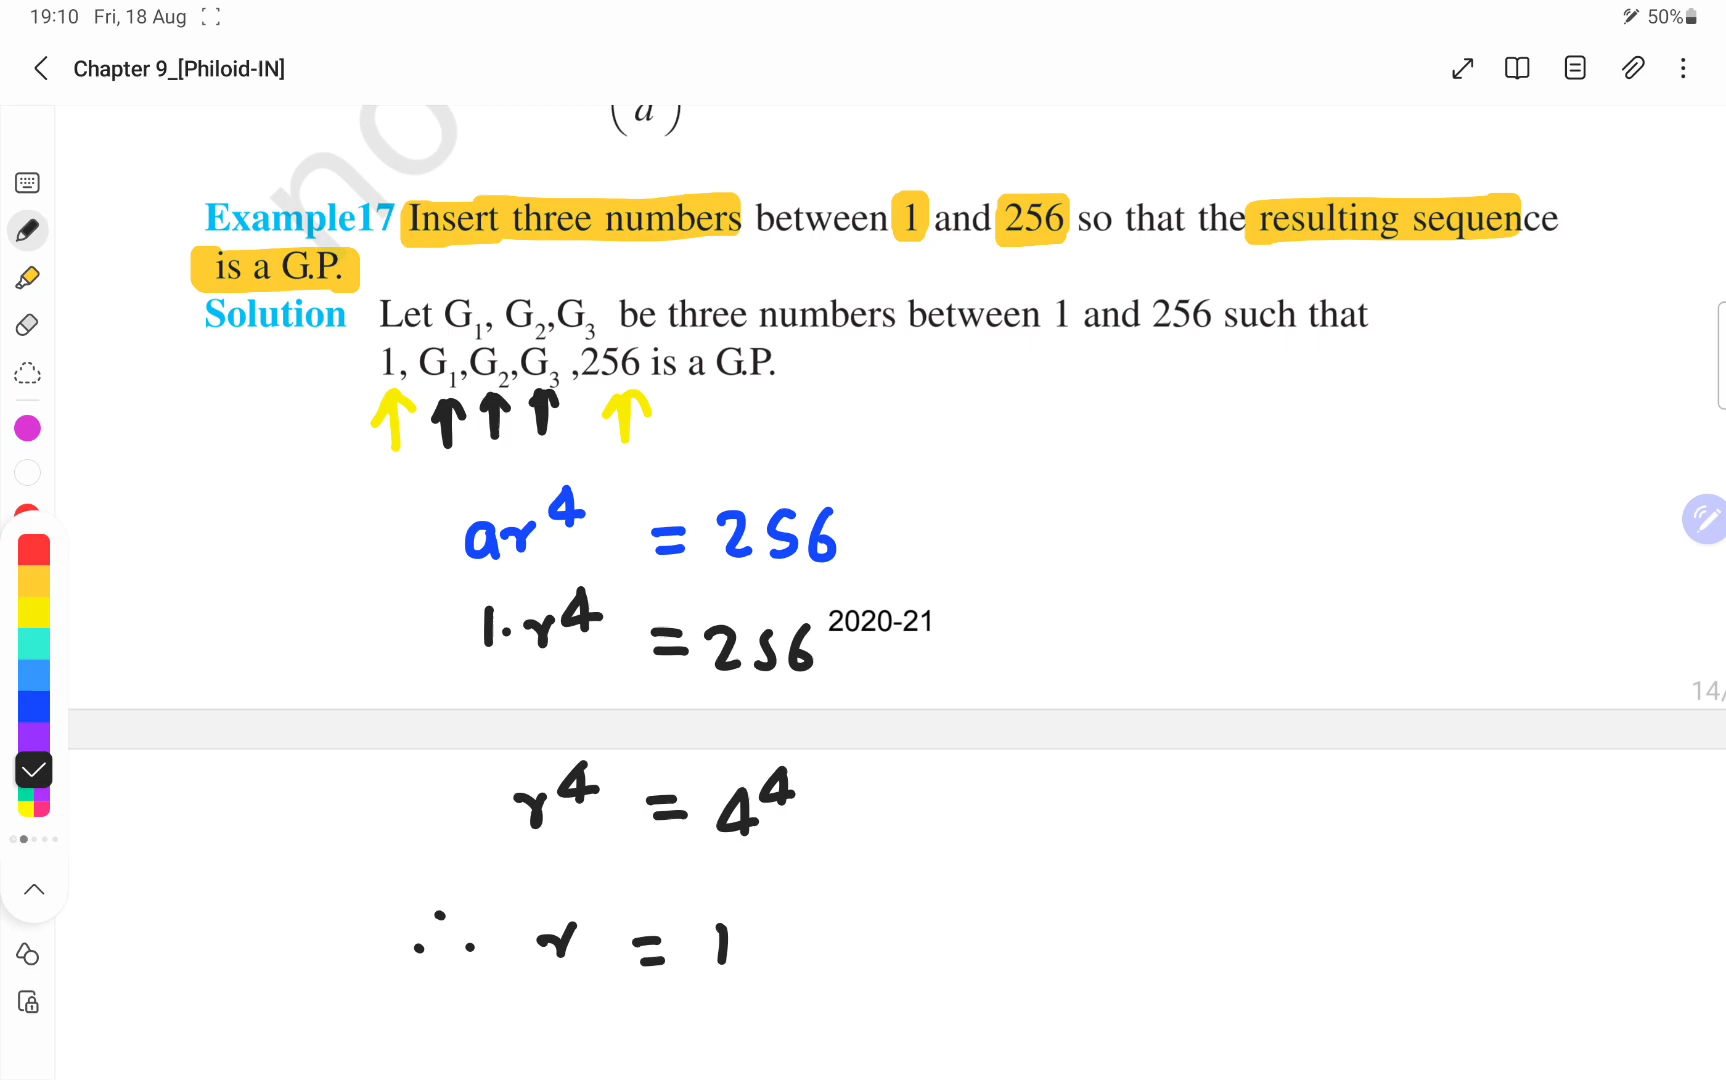 19:10 Fri, 18 Aug
50%
Chapter 9_[Philoid-IN]
(a)
no
Example17 Insert three numbers between 1 and 256 so that the resulting sequence
is a G.P.
Solution Let G₁, G₂,G₃ be three numbers between 1 and 256 such that
1, G₁,G₂,G₃ ,256 is a G.P.
ar⁴ = 256
1·r⁴ = 256
2020-21
14/
r⁴ = 4⁴
∴ r = 1